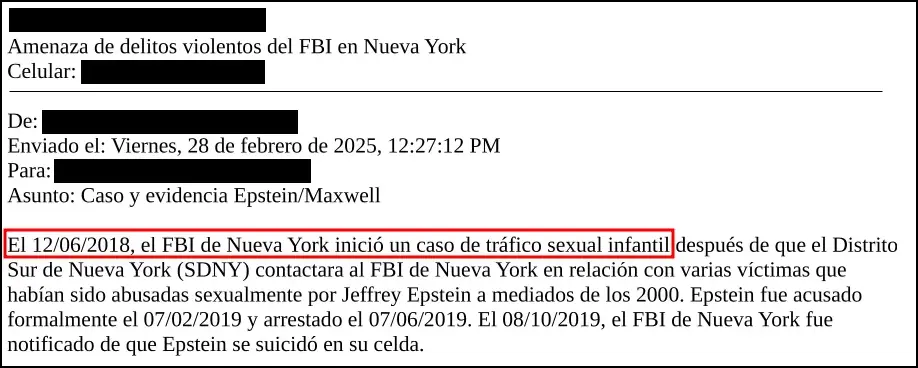 Amenaza de delitos violentos del FBI en Nueva York
Celular:
De:
Enviado el: Viernes, 28 de febrero de 2025, 12:27:12 PM
Para:
Asunto: Caso y evidencia Epstein/Maxwell
El 12/06/2018, el FBI de Nueva York inició un caso de tráfico sexual infantil después de que el Distrito
Sur de Nueva York (SDNY) contactara al FBI de Nueva York en relación con varias víctimas que
habían sido abusadas sexualmente por Jeffrey Epstein a mediados de los 2000. Epstein fue acusado
formalmente el 07/02/2019 y arrestado el 07/06/2019. El 08/10/2019, el FBI de Nueva York fue
notificado de que Epstein se suicidó en su celda.